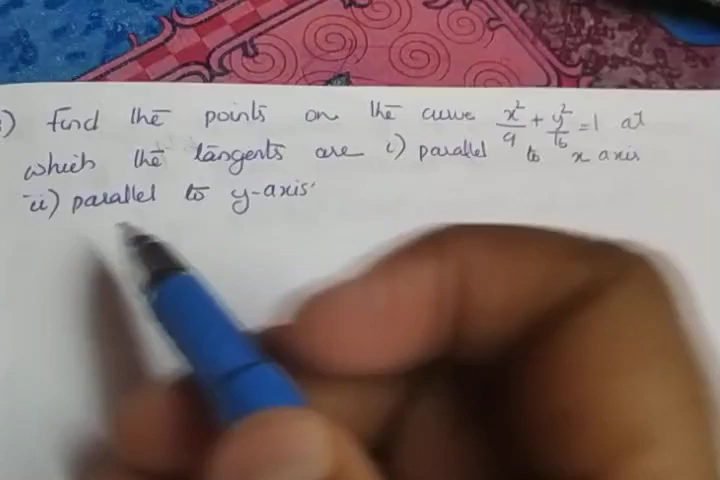 ) Find the points on the curve x²/9 + y²/16 = 1 at
which the tangents are i) parallel to x axis
ii) parallel to y-axis.